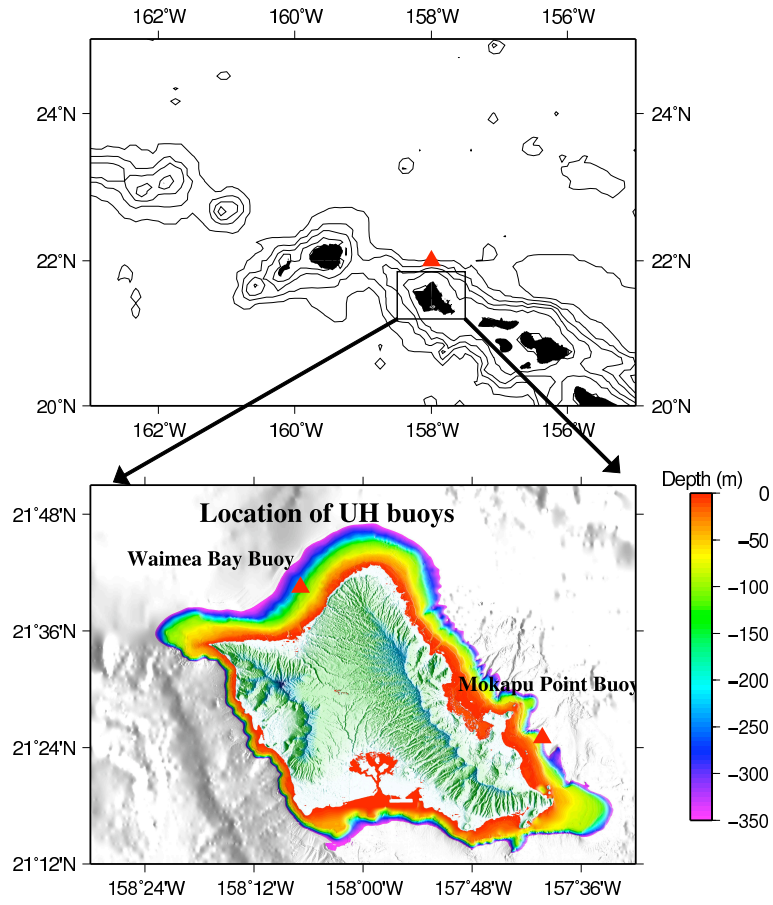 162˚W 160˚W 158˚W 156˚W
24˚N 24˚N
22˚N 22˚N
20˚N 20˚N
162˚W 160˚W 158˚W 156˚W
Depth (m)
Location of UH buoys
Waimea Bay Buoy
Mokapu Point Buoy
21˚48'N
21˚36'N
21˚24'N
21˚12'N
158˚24'W 158˚12'W 158˚00'W 157˚48'W 157˚36'W
0
−50
−100
−150
−200
−250
−300
−350